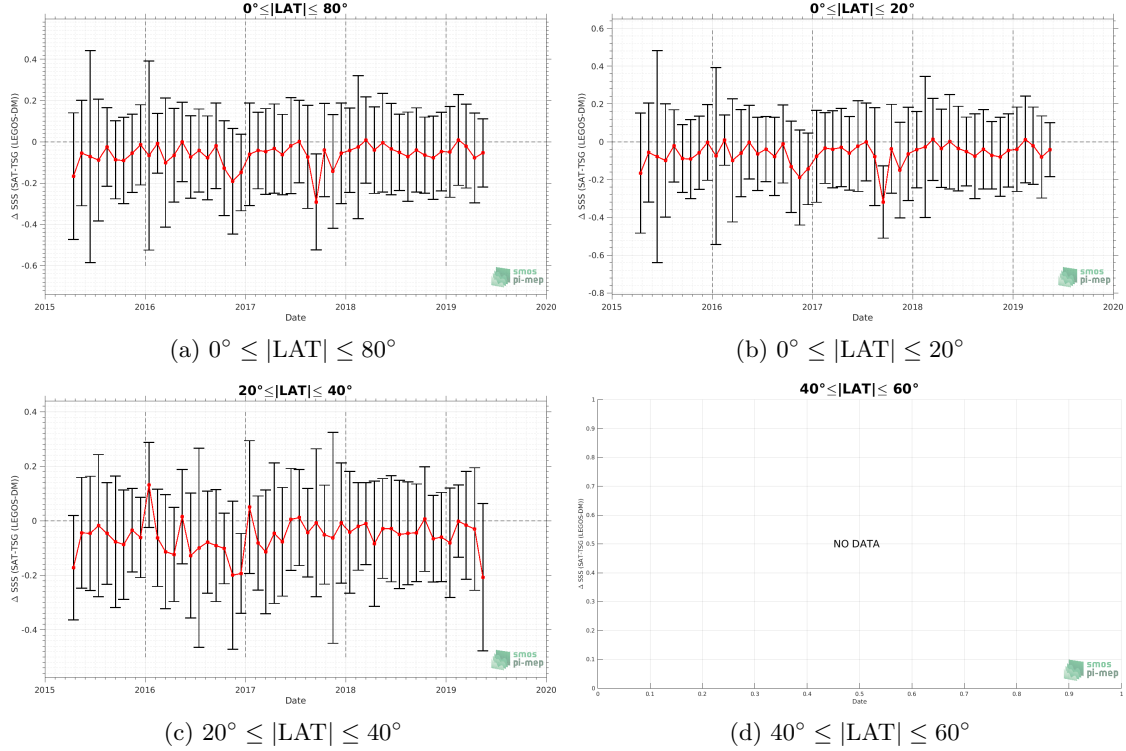 0°≤|LAT|≤ 80°
0.4
0.2
0
-0.2
-0.4
-0.6
Δ SSS (SAT-TSG (LEGOS-DM))
2015 2016 2017 2018 2019 2020
Date
smos
pi-mep
(a) 0° ≤ |LAT| ≤ 80°
0°≤|LAT|≤ 20°
0.6
0.4
0.2
0
-0.2
-0.4
-0.6
-0.8
Δ SSS (SAT-TSG (LEGOS-DM))
2015 2016 2017 2018 2019 2020
Date
smos
pi-mep
(b) 0° ≤ |LAT| ≤ 20°
20°≤|LAT|≤ 40°
0.4
0.2
0
-0.2
-0.4
Δ SSS (SAT-TSG (LEGOS-DM))
2015 2016 2017 2018 2019 2020
Date
smos
pi-mep
(c) 20° ≤ |LAT| ≤ 40°
40°≤|LAT|≤ 60°
1
0.9
0.8
0.7
0.6
0.5
0.4
0.3
0.2
0.1
0
Δ SSS (SAT-TSG (LEGOS-DM))
NO DATA
0 0.1 0.2 0.3 0.4 0.5 0.6 0.7 0.8 0.9 1
Date
smos
pi-mep
(d) 40° ≤ |LAT| ≤ 60°